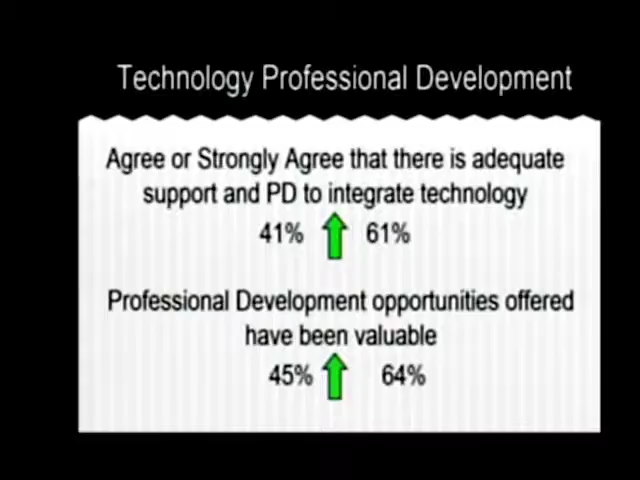 Technology Professional Development
Agree or Strongly Agree that there is adequate
support and PD to integrate technology
41% 61%
Professional Development opportunities offered
have been valuable
45% 64%